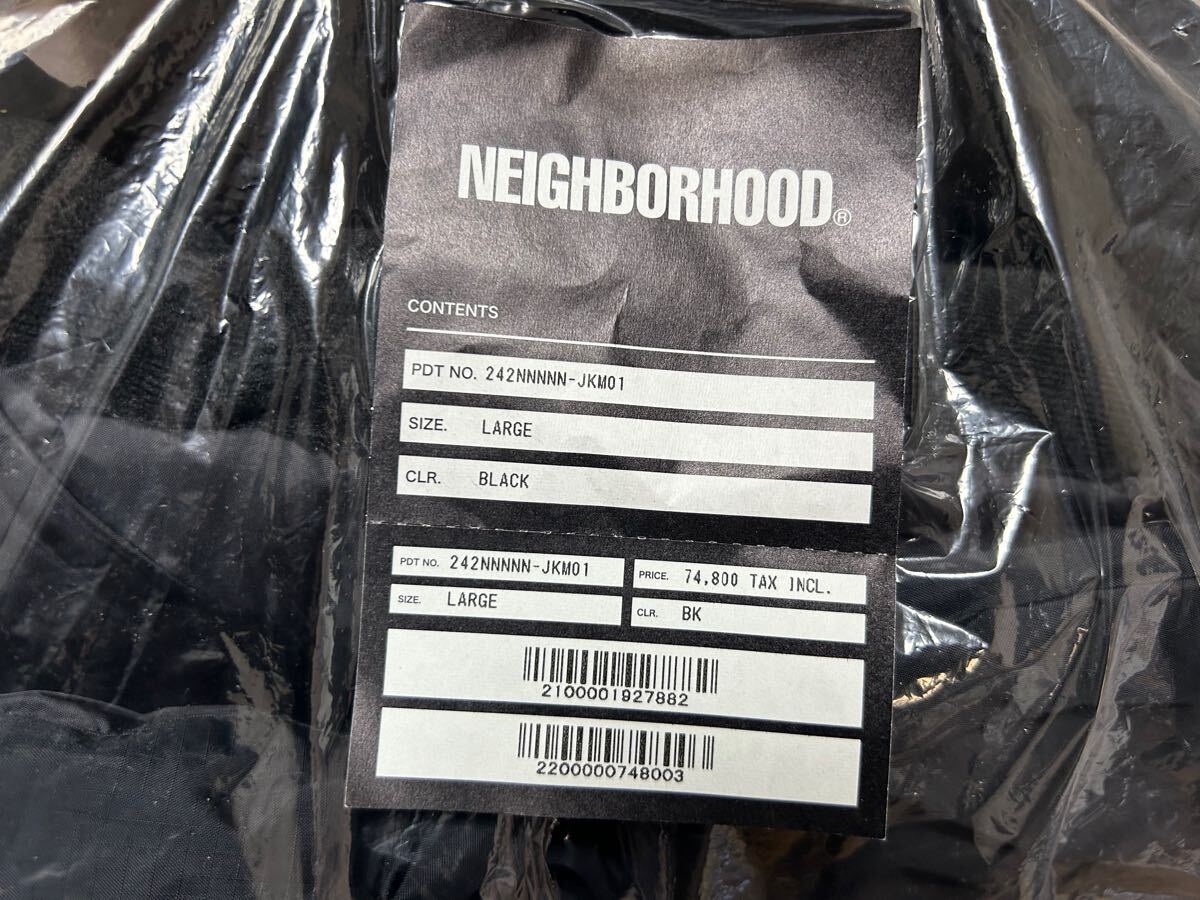 NEIGHBORHOOD®
CONTENTS
PDT NO. 242NNNNN-JKM01
SIZE. LARGE
CLR. BLACK
PDT NO. 242NNNNN-JKM01
PRICE. 74,800 TAX INCL.
SIZE. LARGE
CLR. BK
2100001927882
2200000748003